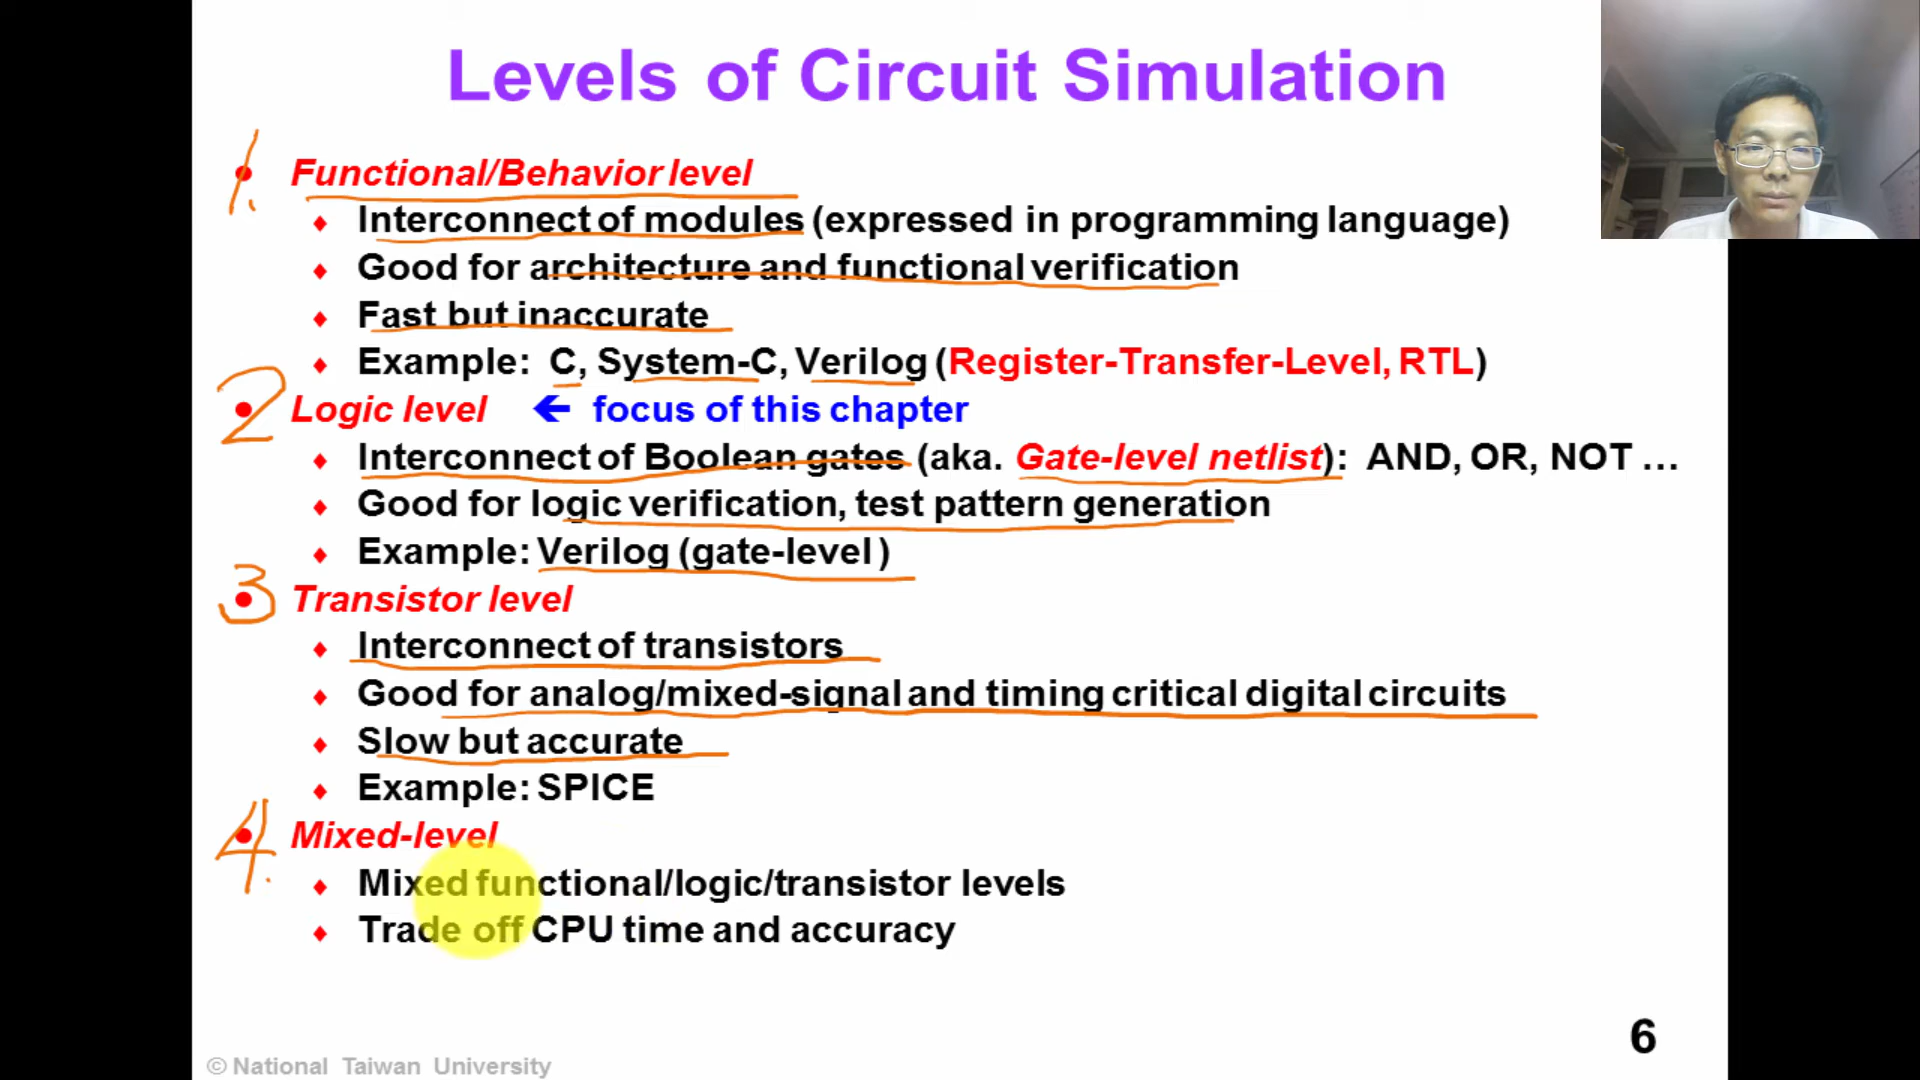 Levels of Circuit Simulation
1. • Functional/Behavior level
♦ Interconnect of modules (expressed in programming language)
♦ Good for architecture and functional verification
♦ Fast but inaccurate
♦ Example: C, System-C, Verilog (Register-Transfer-Level, RTL)
2 • Logic level ← focus of this chapter
♦ Interconnect of Boolean gates (aka. Gate-level netlist): AND, OR, NOT …
♦ Good for logic verification, test pattern generation
♦ Example: Verilog (gate-level)
3 • Transistor level
♦ Interconnect of transistors
♦ Good for analog/mixed-signal and timing critical digital circuits
♦ Slow but accurate
♦ Example: SPICE
4. • Mixed-level
♦ Mixed functional/logic/transistor levels
♦ Trade off CPU time and accuracy
6
© National Taiwan University